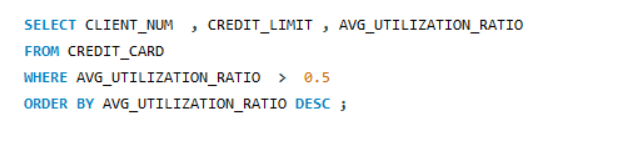 SELECT CLIENT_NUM  , CREDIT_LIMIT , AVG_UTILIZATION_RATIO
FROM CREDIT_CARD
WHERE AVG_UTILIZATION_RATIO  >  0.5
ORDER BY AVG_UTILIZATION_RATIO DESC ;